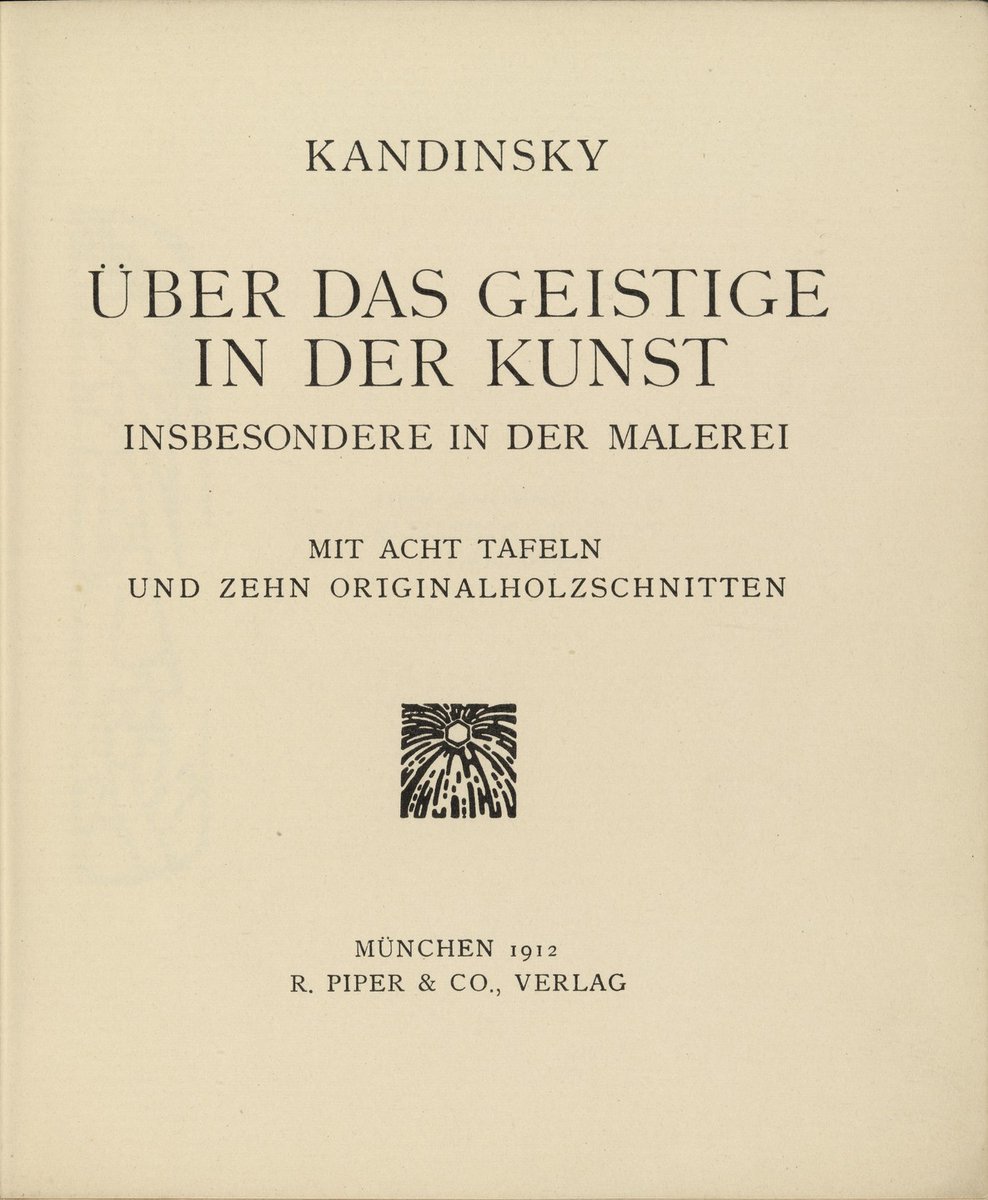 KANDINSKY
ÜBER DAS GEISTIGE
IN DER KUNST
INSBESONDERE IN DER MALEREI
MIT ACHT TAFELN
UND ZEHN ORIGINALHOLZSCHNITTEN
MÜNCHEN 1912
R. PIPER & CO., VERLAG